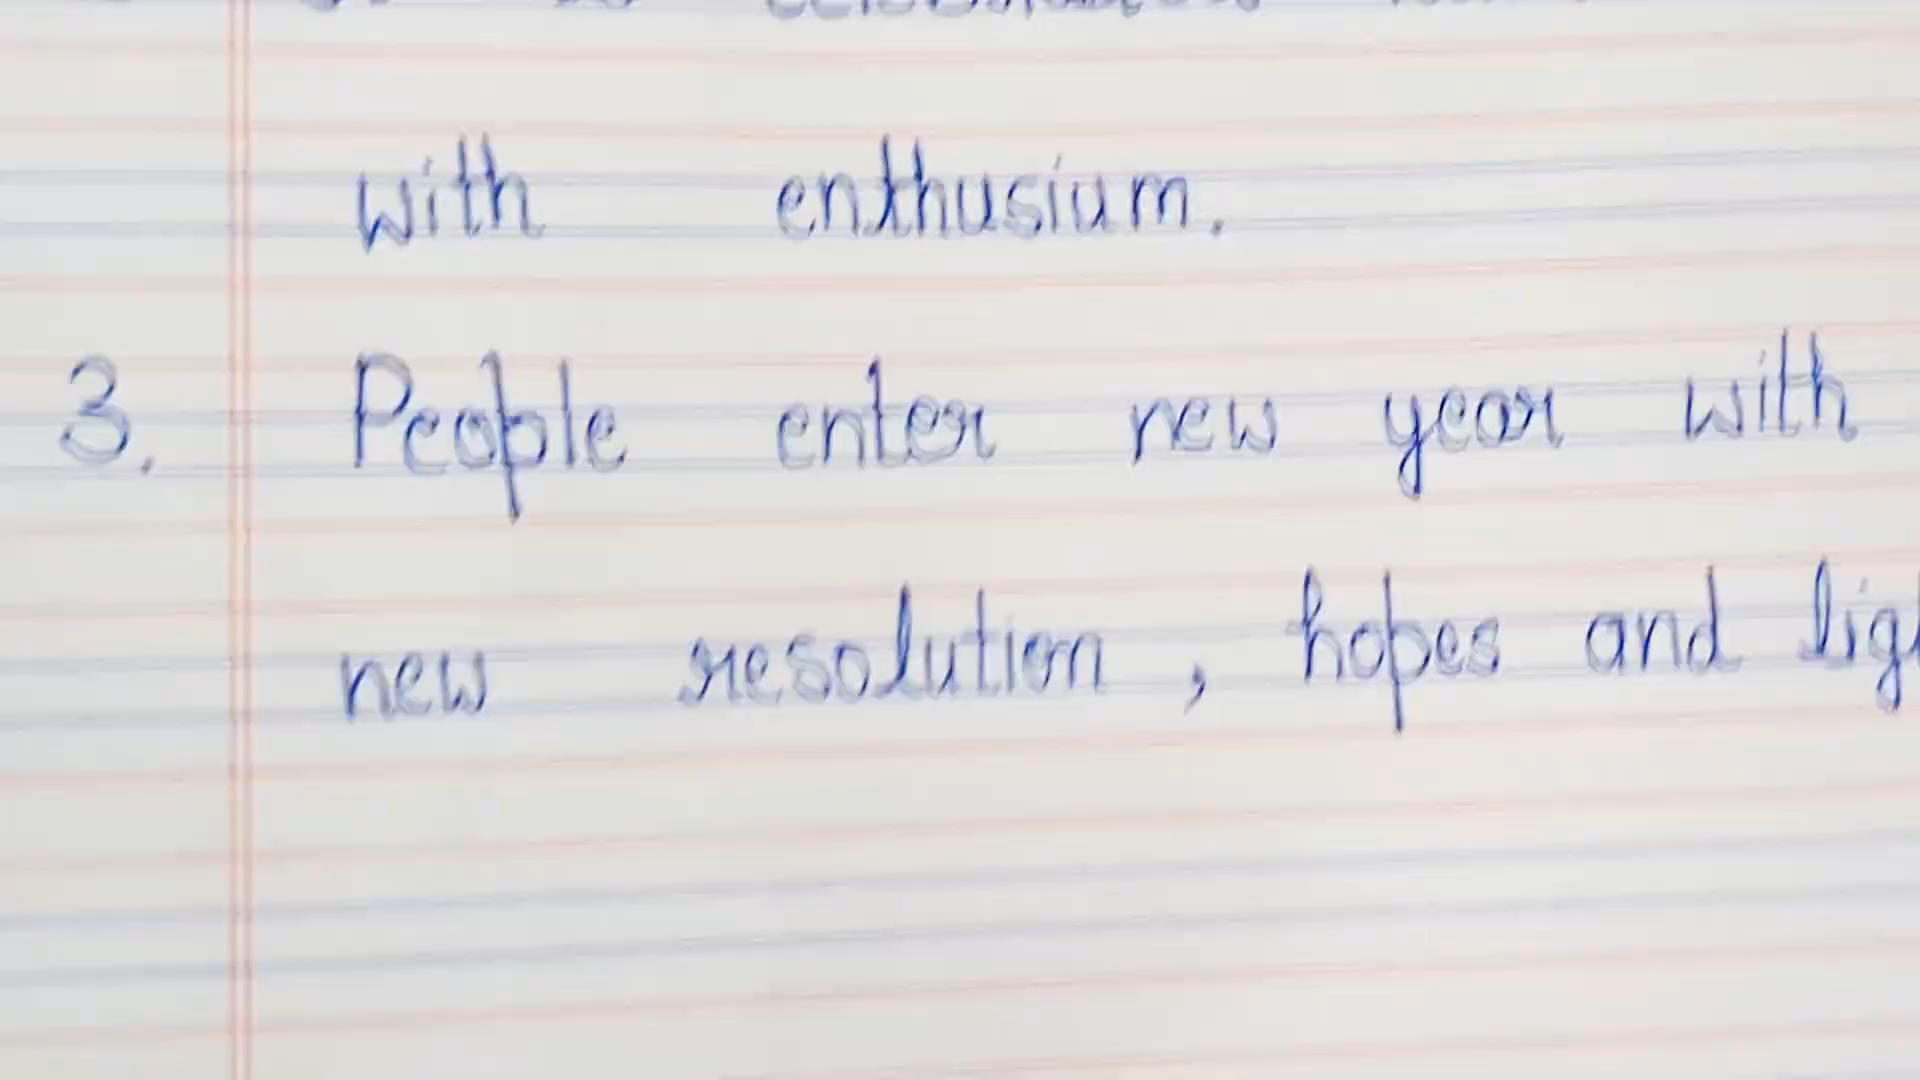 with enthusium.
3. People enter new year with
new resolution, hopes and